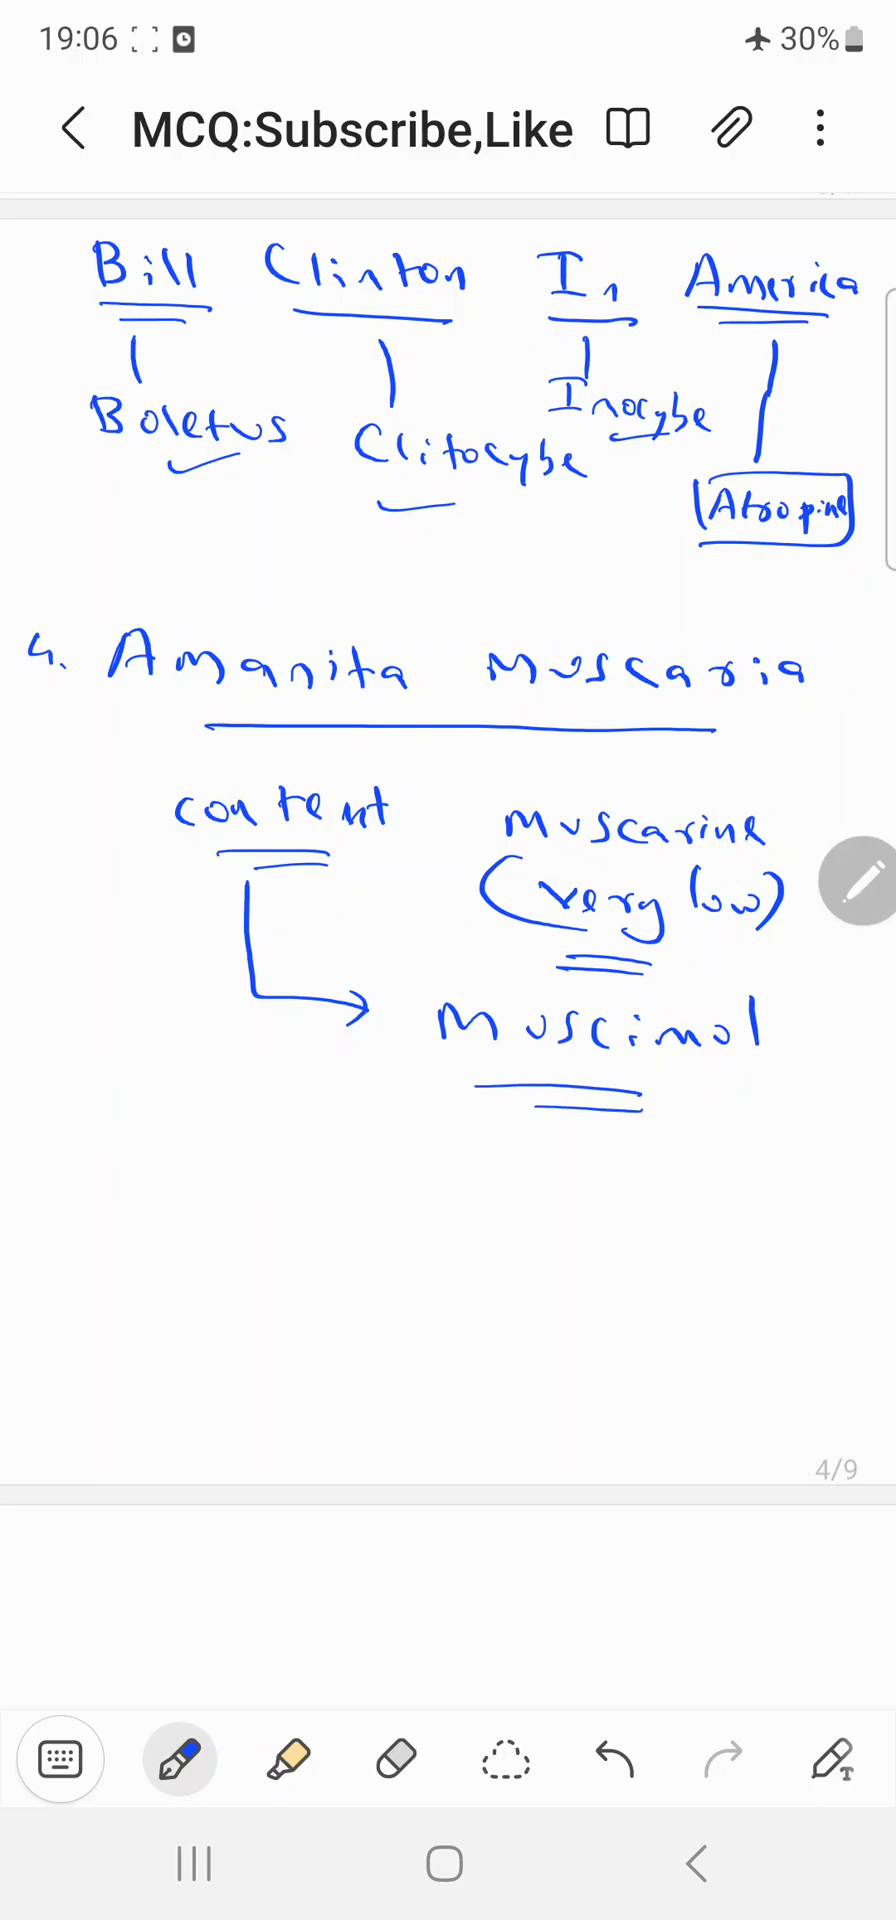 19:06 30%
MCQ:Subscribe,Like
Bill Clinton In America
Boletus Clitocybe Inocybe Atropine
4. Amanita Muscaria
content Muscarine
(very low)
Muscimol
4/9
T